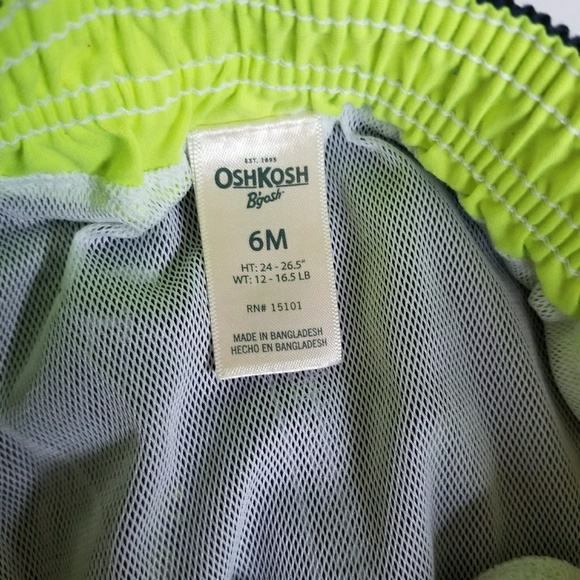 EST. 1895
OSHKOSH
B'gosh
6M
HT: 24 - 26.5"
WT: 12 - 16.5 LB
RN# 15101
MADE IN BANGLADESH
HECHO EN BANGLADESH